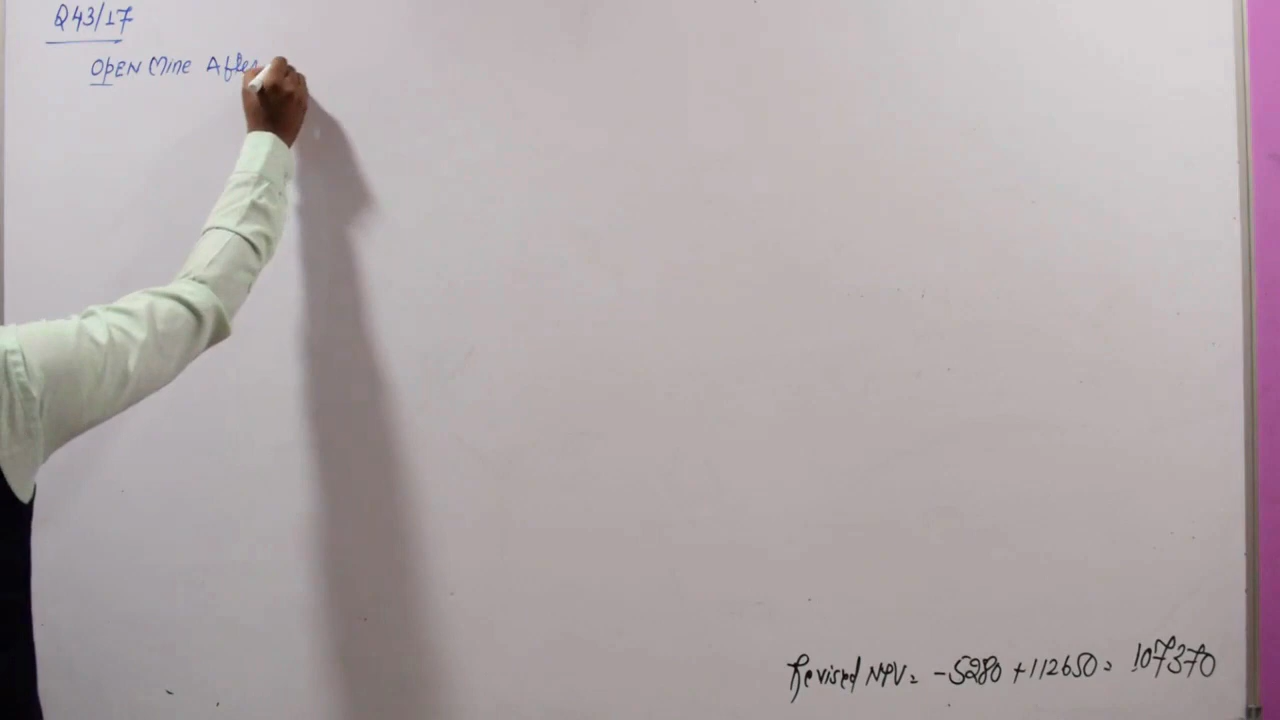 Q43/17
OPEN Mine After
Revised NPV = -5280 + 112650 = 107370